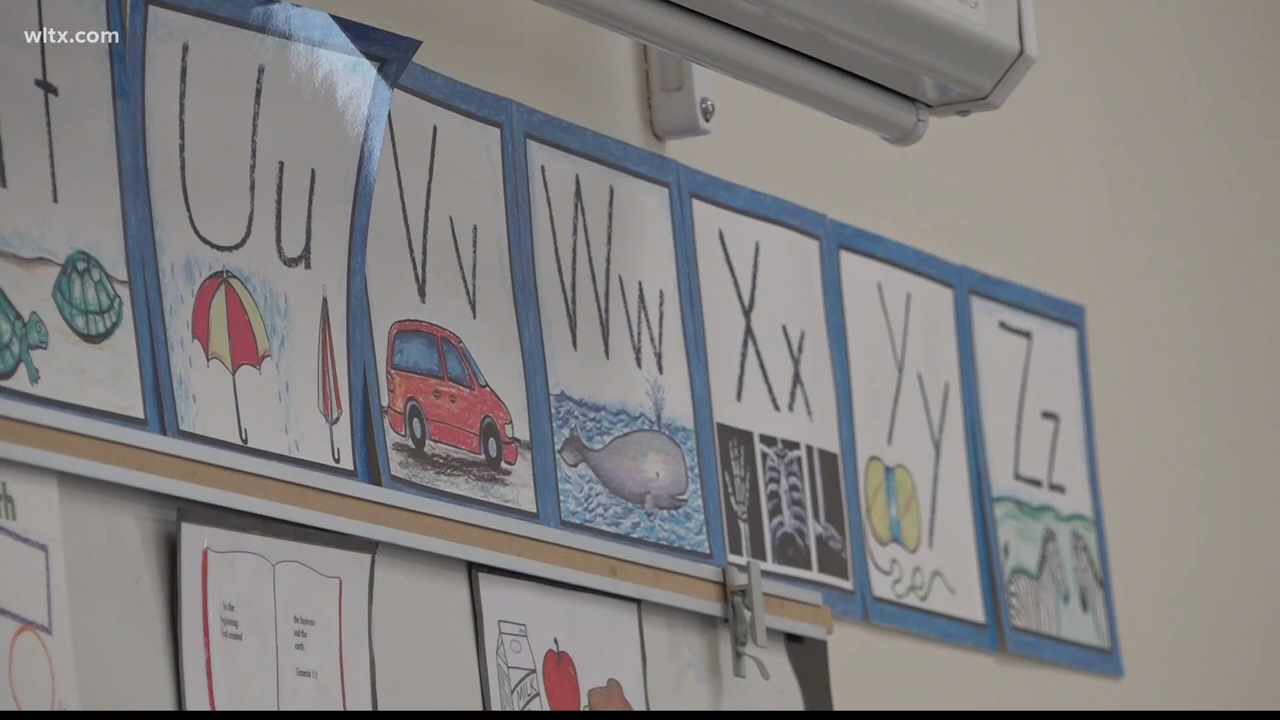 wltx.com
t
Uu
Vv
Ww
Xx
Yy
Zz
In the
beginning
created
the heavens
and the
earth.
Genesis 1:1
MILK